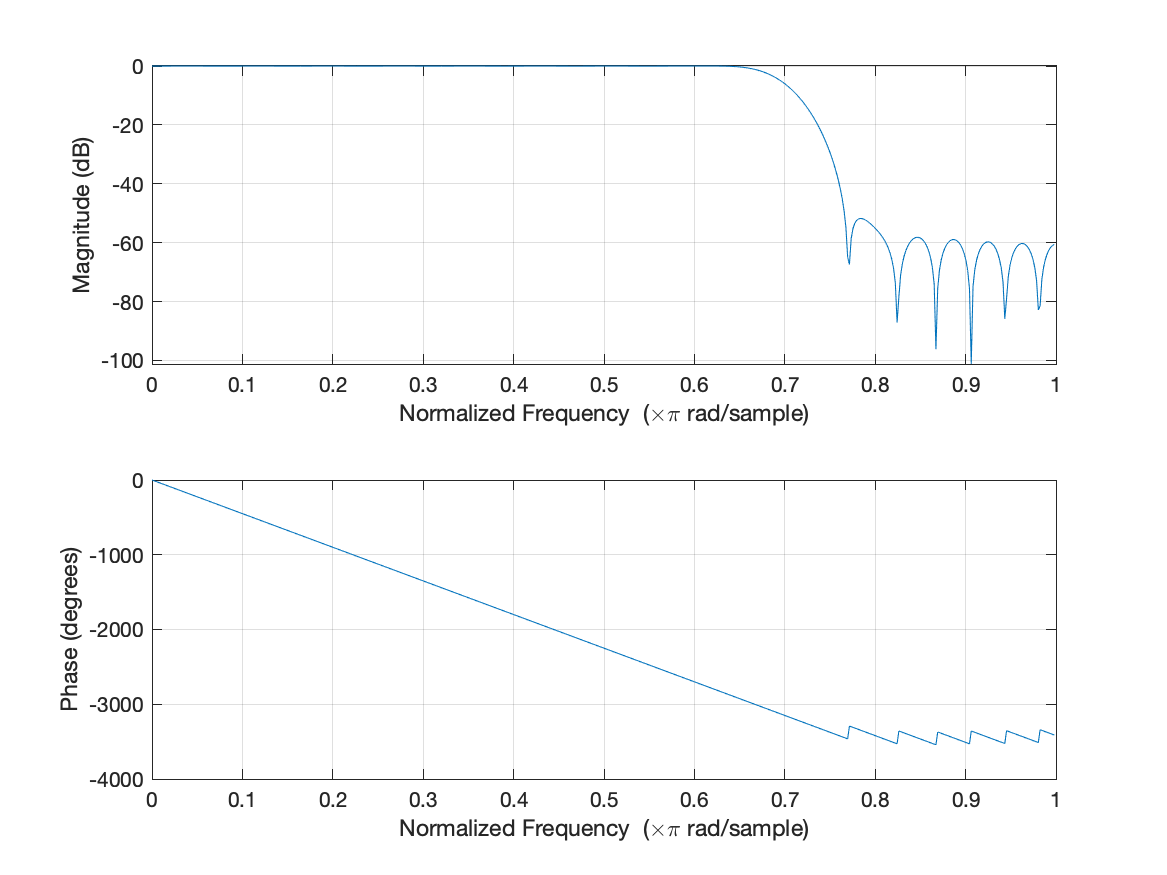 0
-20
-40
-60
-80
-100
Magnitude (dB)
0 0.1 0.2 0.3 0.4 0.5 0.6 0.7 0.8 0.9 1
Normalized Frequency (×π rad/sample)
0
-1000
-2000
-3000
-4000
Phase (degrees)
0 0.1 0.2 0.3 0.4 0.5 0.6 0.7 0.8 0.9 1
Normalized Frequency (×π rad/sample)